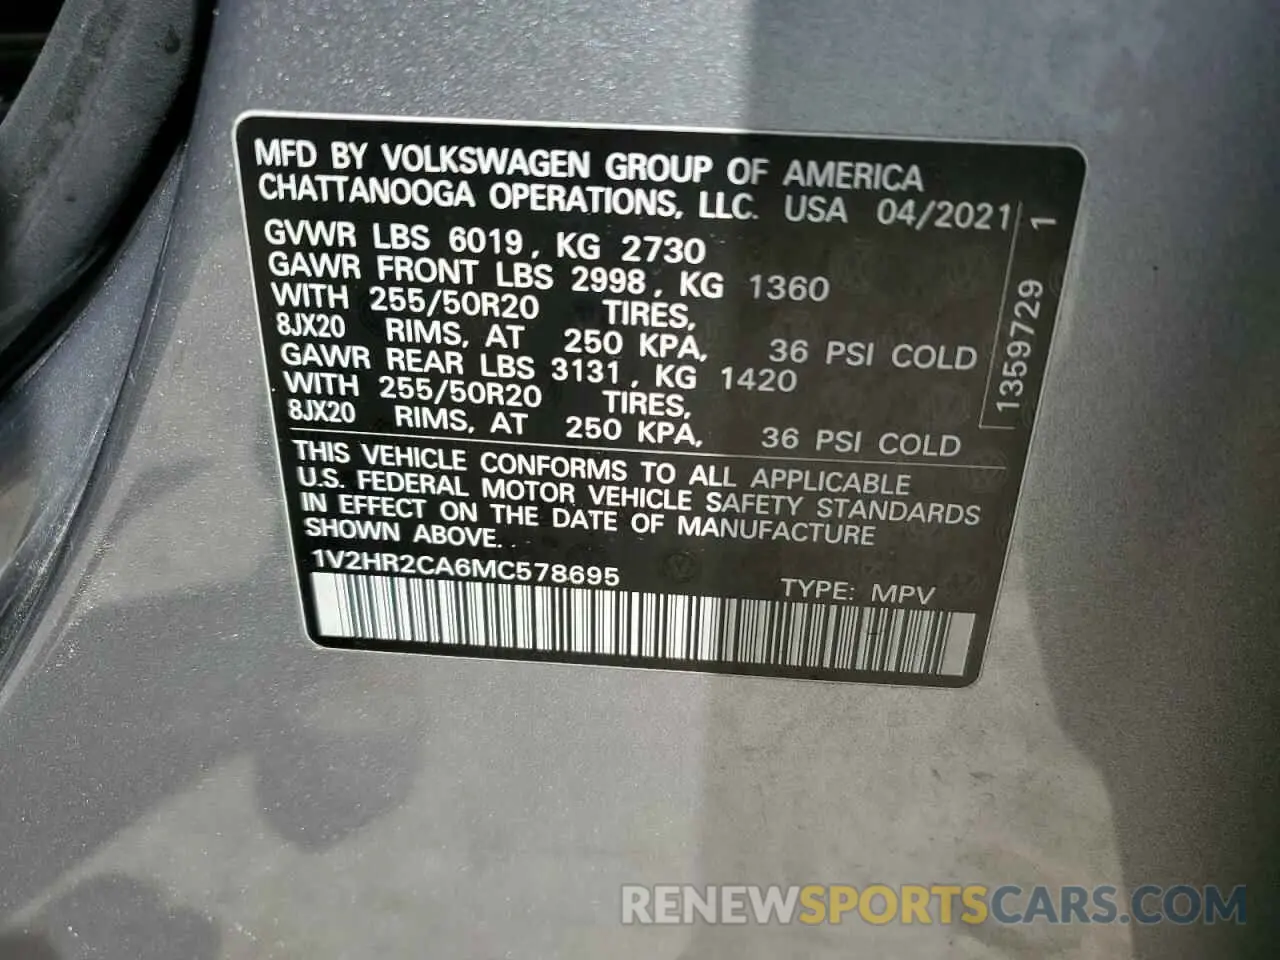 MFD BY VOLKSWAGEN GROUP OF AMERICA
CHATTANOOGA OPERATIONS, LLC. USA 04/2021
GVWR LBS 6019, KG 2730
GAWR FRONT LBS 2998, KG 1360
WITH 255/50R20 TIRES,
8JX20 RIMS, AT 250 KPA, 36 PSI COLD
GAWR REAR LBS 3131, KG 1420
WITH 255/50R20 TIRES,
8JX20 RIMS, AT 250 KPA, 36 PSI COLD
1359729 1
THIS VEHICLE CONFORMS TO ALL APPLICABLE
U.S. FEDERAL MOTOR VEHICLE SAFETY STANDARDS
IN EFFECT ON THE DATE OF MANUFACTURE
SHOWN ABOVE.
1V2HR2CA6MC578695
TYPE: MPV
RENEWSPORTSCARS.COM